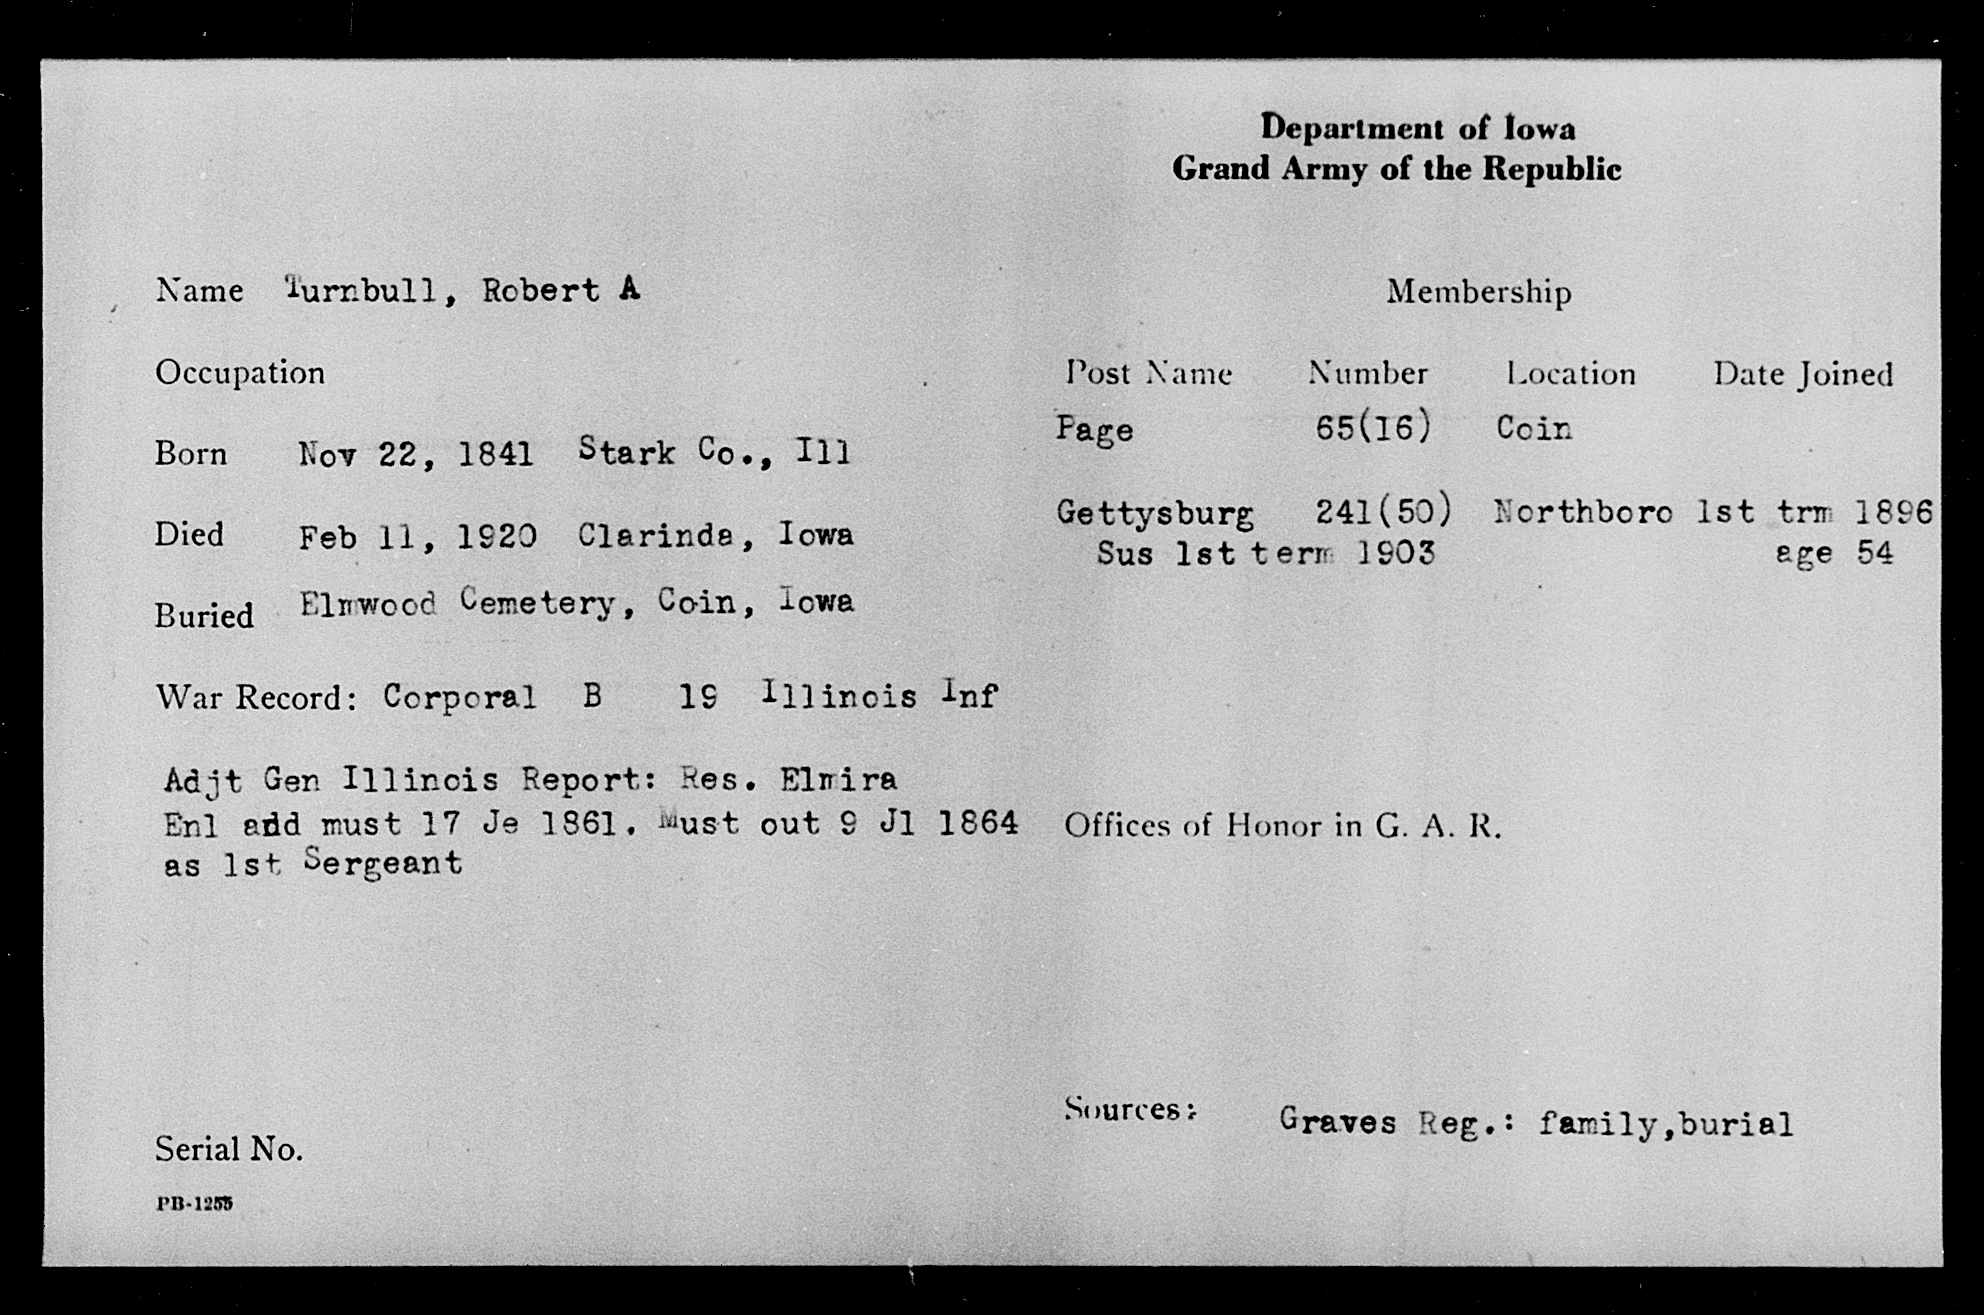 Department of Iowa
Grand Army of the Republic
Name Turnbull, Robert A
Occupation
Born Nov 22, 1841 Stark Co., Ill
Died Feb 11, 1920 Clarinda, Iowa
Buried Elmwood Cemetery, Coin, Iowa
War Record: Corporal B 19 Illinois Inf
Adjt Gen Illinois Report: Res. Elmira
Enl add must 17 Je 1861. Must out 9 Jl 1864
as 1st Sergeant
Serial No.
PB-1255
Membership
Post Name Number Location Date Joined
Page 65(16) Coin
Gettysburg 241(50) Northboro 1st trm 1896
Sus 1st term 1903 age 54
Offices of Honor in G. A. R.
Sources: Graves Reg.: family,burial